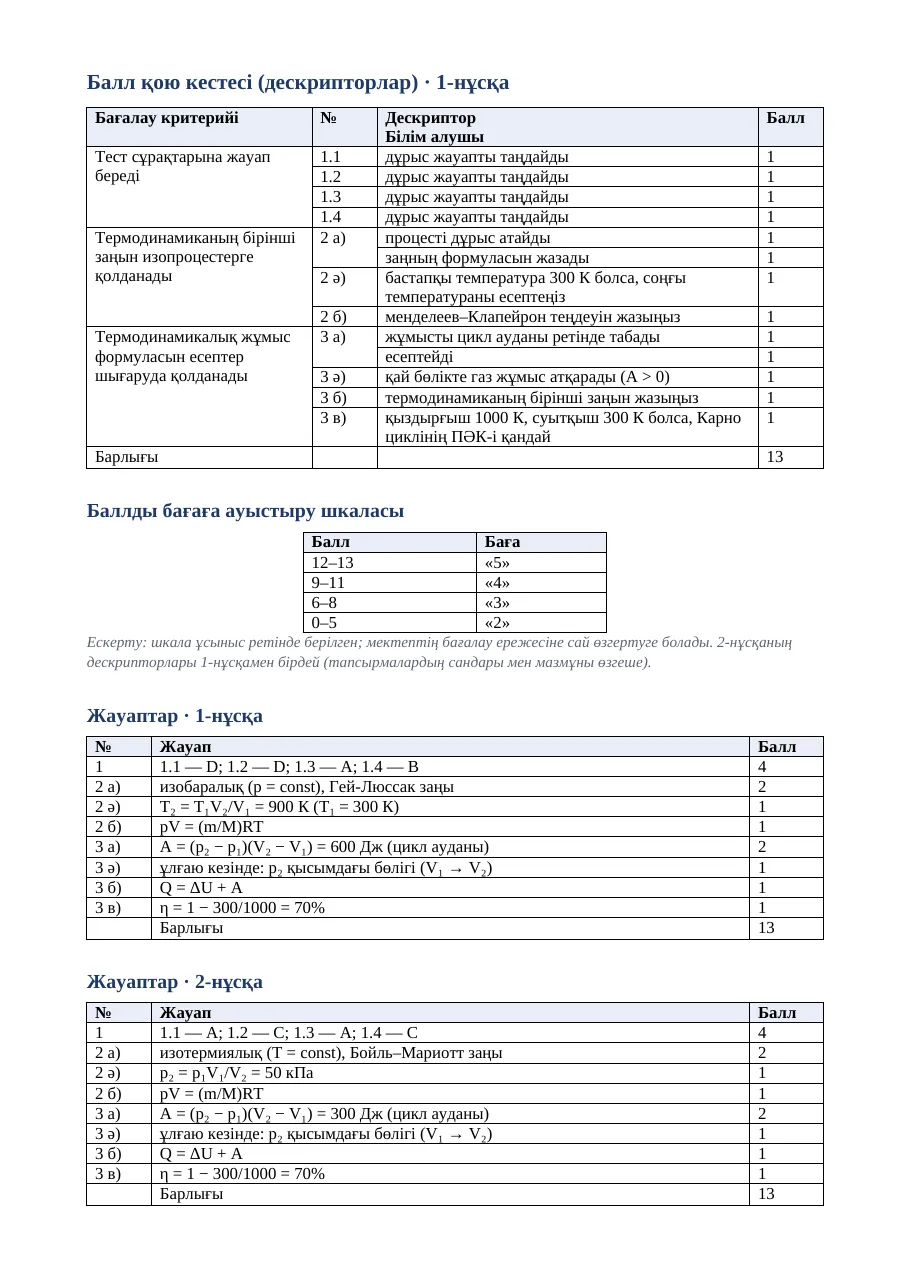 Балл қою кестесі (дескрипторлар) · 1-нұсқа
Бағалау критерийі № Дескриптор Балл
Білім алушы
Тест сұрақтарына жауап 1.1 дұрыс жауапты таңдайды 1
береді 1.2 дұрыс жауапты таңдайды 1
1.3 дұрыс жауапты таңдайды 1
1.4 дұрыс жауапты таңдайды 1
Термодинамиканың бірінші 2 а) процесті дұрыс атайды 1
заңын изопроцестерге заңның формуласын жазады 1
қолданады 2 ә) бастапқы температура 300 К болса, соңғы 1
температураны есептеңіз
2 б) менделеев–Клапейрон теңдеуін жазыңыз 1
Термодинамикалық жұмыс 3 а) жұмысты цикл ауданы ретінде табады 1
формуласын есептер есептейді 1
шығаруда қолданады 3 ә) қай бөлікте газ жұмыс атқарады (A > 0) 1
3 б) термодинамиканың бірінші заңын жазыңыз 1
3 в) қыздырғыш 1000 К, суытқыш 300 К болса, Карно 1
циклінің ПӘК-і қандай
Барлығы 13
Баллды бағаға ауыстыру шкаласы
Балл Баға
12–13 «5»
9–11 «4»
6–8 «3»
0–5 «2»
Ескерту: шкала ұсыныс ретінде берілген; мектептің бағалау ережесіне сай өзгертуге болады. 2-нұсқаның
дескрипторлары 1-нұсқамен бірдей (тапсырмалардың сандары мен мазмұны өзгеше).
Жауаптар · 1-нұсқа
№ Жауап Балл
1 1.1 — D; 1.2 — D; 1.3 — A; 1.4 — B 4
2 а) изобаралық (p = const), Гей-Люссак заңы 2
2 ә) T₂ = T₁V₂/V₁ = 900 К (T₁ = 300 К) 1
2 б) pV = (m/M)RT 1
3 а) A = (p₂ − p₁)(V₂ − V₁) = 600 Дж (цикл ауданы) 2
3 ә) ұлғаю кезінде: p₂ қысымдағы бөлігі (V₁ → V₂) 1
3 б) Q = ΔU + A 1
3 в) η = 1 − 300/1000 = 70% 1
Барлығы 13
Жауаптар · 2-нұсқа
№ Жауап Балл
1 1.1 — A; 1.2 — C; 1.3 — A; 1.4 — C 4
2 а) изотермиялық (T = const), Бойль–Мариотт заңы 2
2 ә) p₂ = p₁V₁/V₂ = 50 кПа 1
2 б) pV = (m/M)RT 1
3 а) A = (p₂ − p₁)(V₂ − V₁) = 300 Дж (цикл ауданы) 2
3 ә) ұлғаю кезінде: p₂ қысымдағы бөлігі (V₁ → V₂) 1
3 б) Q = ΔU + A 1
3 в) η = 1 − 300/1000 = 70% 1
Барлығы 13